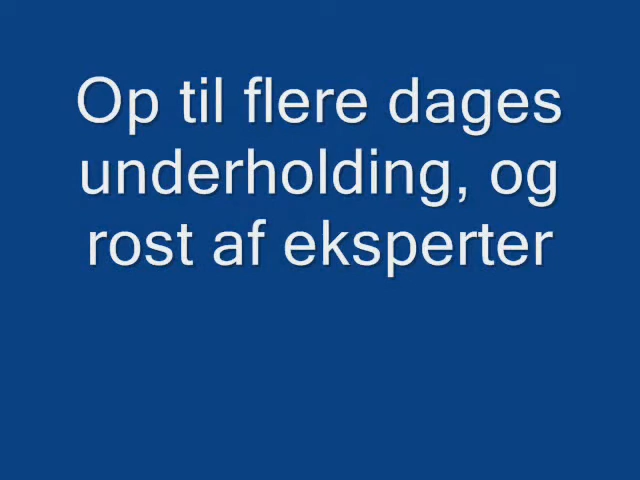 Op til flere dages
underholding, og
rost af eksperter